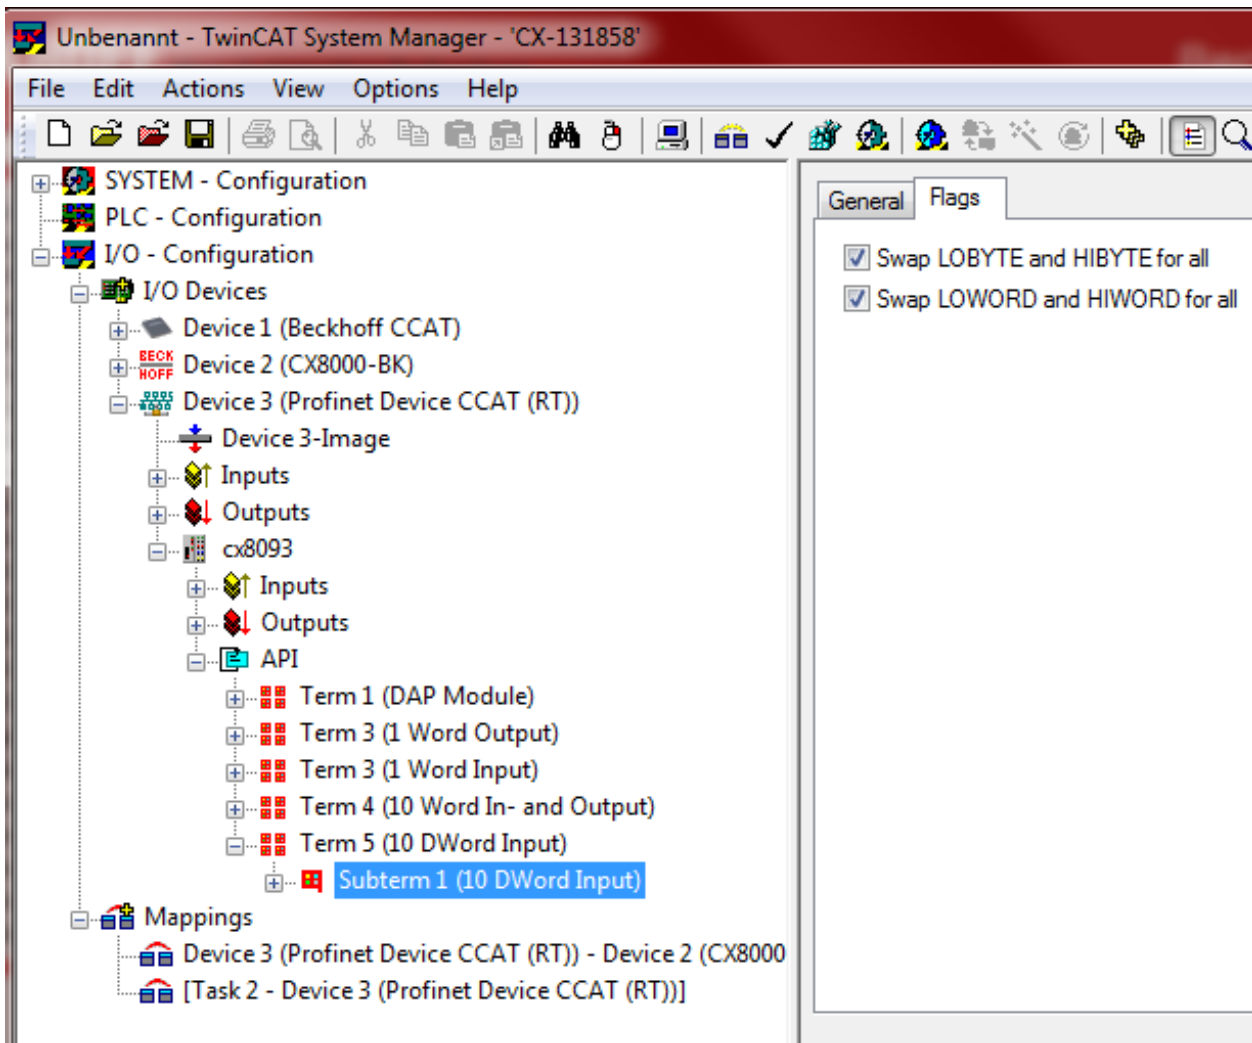 Unbenannt - TwinCAT System Manager - 'CX-131858'
File Edit Actions View Options Help
SYSTEM - Configuration
PLC - Configuration
I/O - Configuration
I/O Devices
Device 1 (Beckhoff CCAT)
BECK
HOFF
Device 2 (CX8000-BK)
Device 3 (Profinet Device CCAT (RT))
Device 3-Image
Inputs
Outputs
cx8093
Inputs
Outputs
API
Term 1 (DAP Module)
Term 3 (1 Word Output)
Term 3 (1 Word Input)
Term 4 (10 Word In- and Output)
Term 5 (10 DWord Input)
Subterm 1 (10 DWord Input)
Mappings
Device 3 (Profinet Device CCAT (RT)) - Device 2 (CX8000
[Task 2 - Device 3 (Profinet Device CCAT (RT))]
General Flags
Swap LOBYTE and HIBYTE for all
Swap LOWORD and HIWORD for all